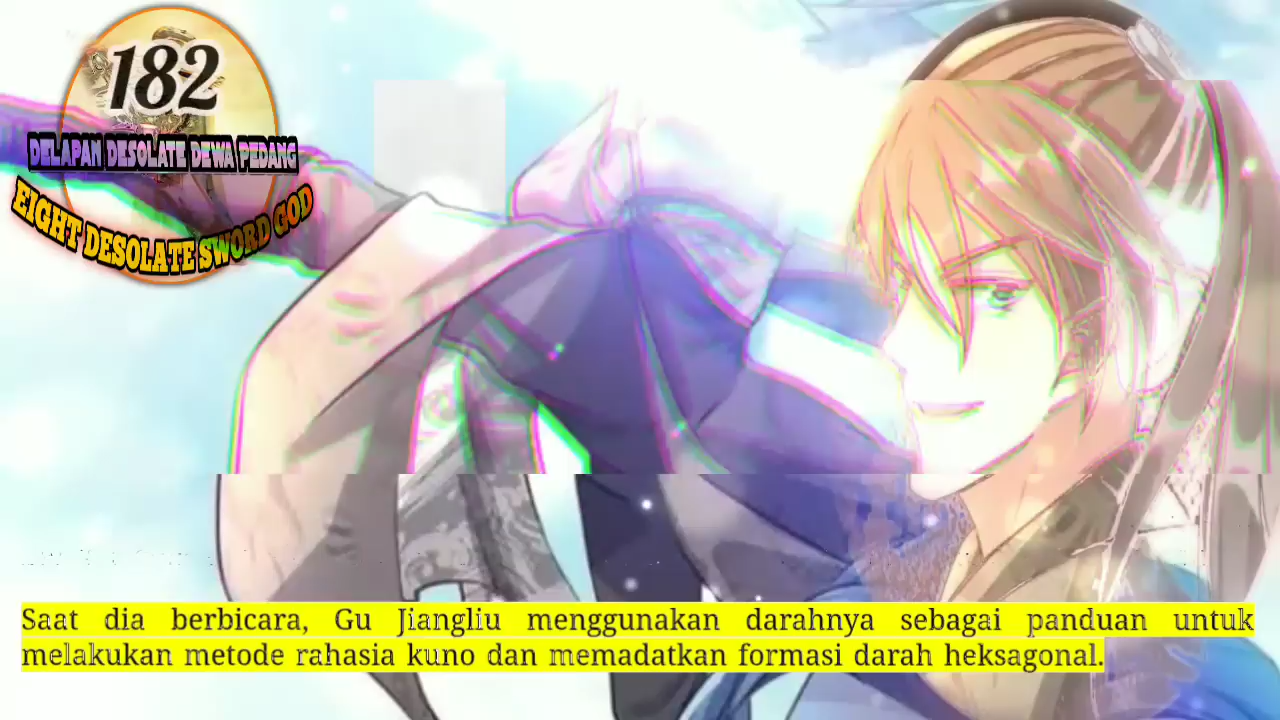 182
DELAPAN DESOLATE DEWA PEDANG
EIGHT DESOLATE SWORD GOD
Saat dia berbicara, Gu Jiangliu menggunakan darahnya sebagai panduan untuk
melakukan metode rahasia kuno dan memadatkan formasi darah heksagonal.